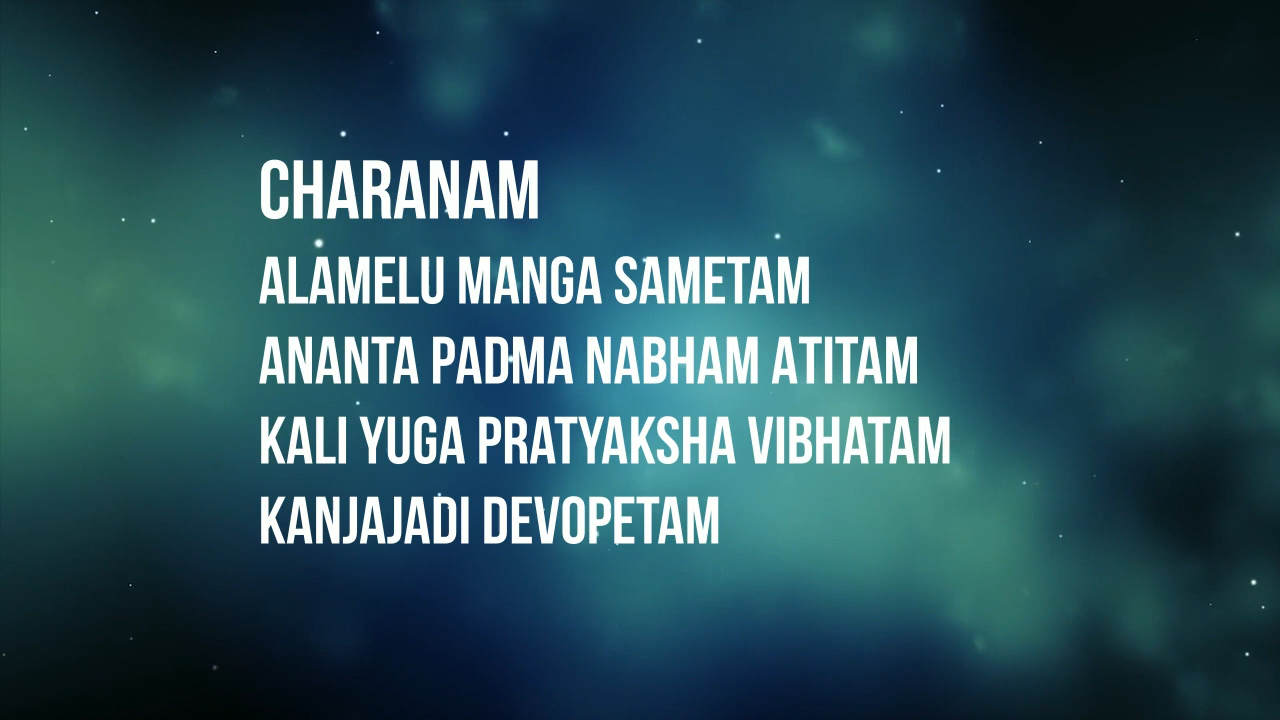 CHARANAM
ALAMELU MANGA SAMETAM
ANANTA PADMA NABHAM ATITAM
KALI YUGA PRATYAKSHA VIBHATAM
KANJAJADI DEVOPETAM